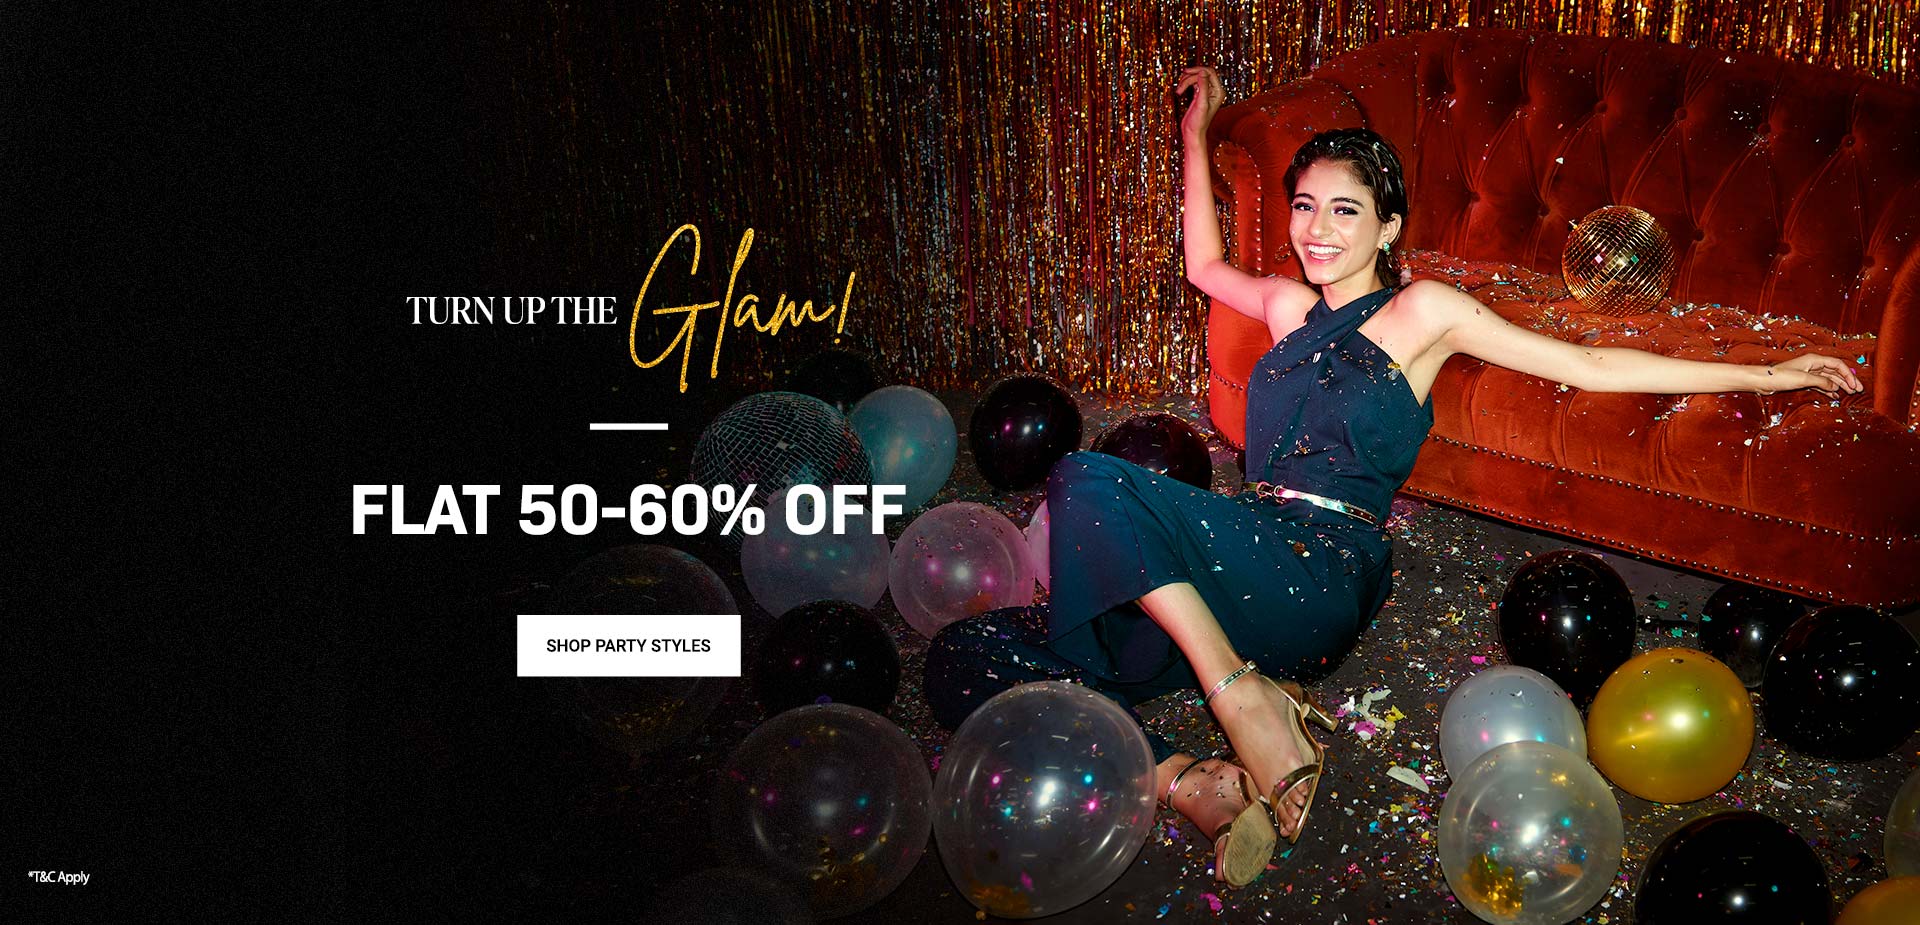 TURN UP THE Glam!
FLAT 50-60% OFF
SHOP PARTY STYLES
*T&C Apply